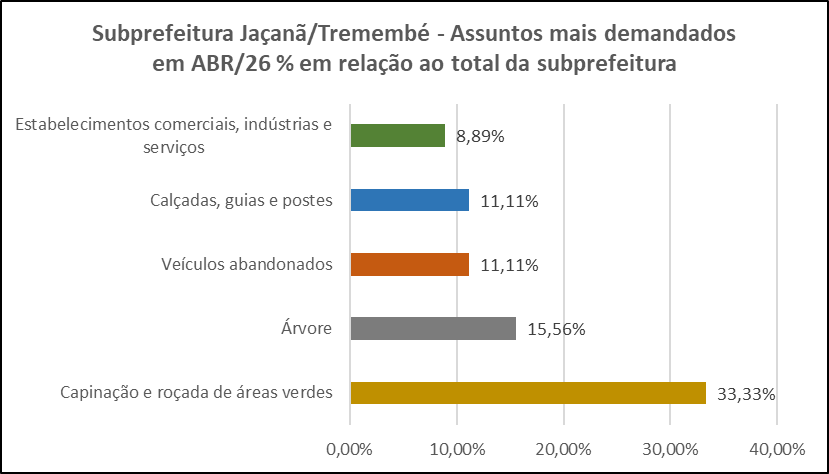 Subprefeitura Jaçanã/Tremembé - Assuntos mais demandados
em ABR/26 % em relação ao total da subprefeitura
Estabelecimentos comerciais, indústrias e
serviços
8,89%
Calçadas, guias e postes
11,11%
Veículos abandonados
11,11%
Árvore
15,56%
Capinação e roçada de áreas verdes
33,33%
0,00% 10,00% 20,00% 30,00% 40,00%